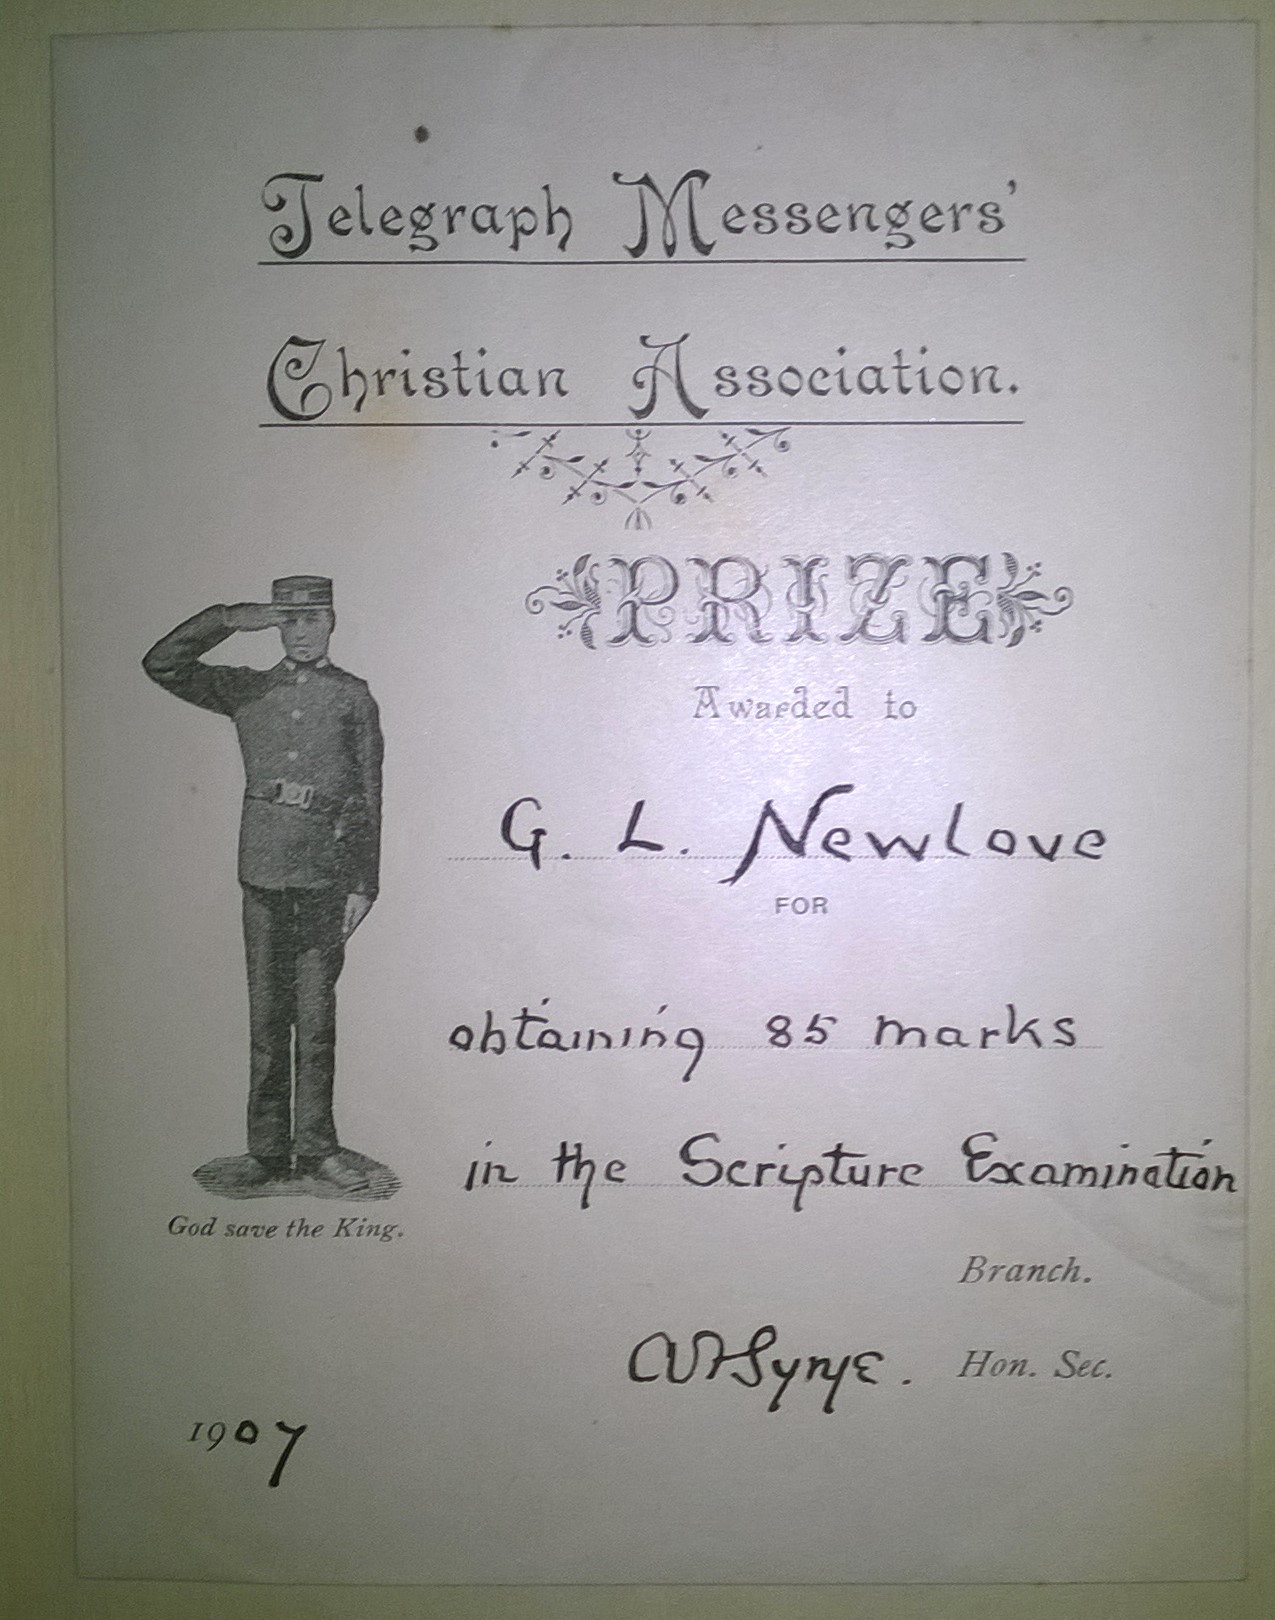 Telegraph Messengers'
Christian Association.
PRIZE
Awarded to
G. L. Newlove
FOR
obtaining 85 marks
in the Scripture Examination
God save the King.
Branch.
Hon. Sec.
1907